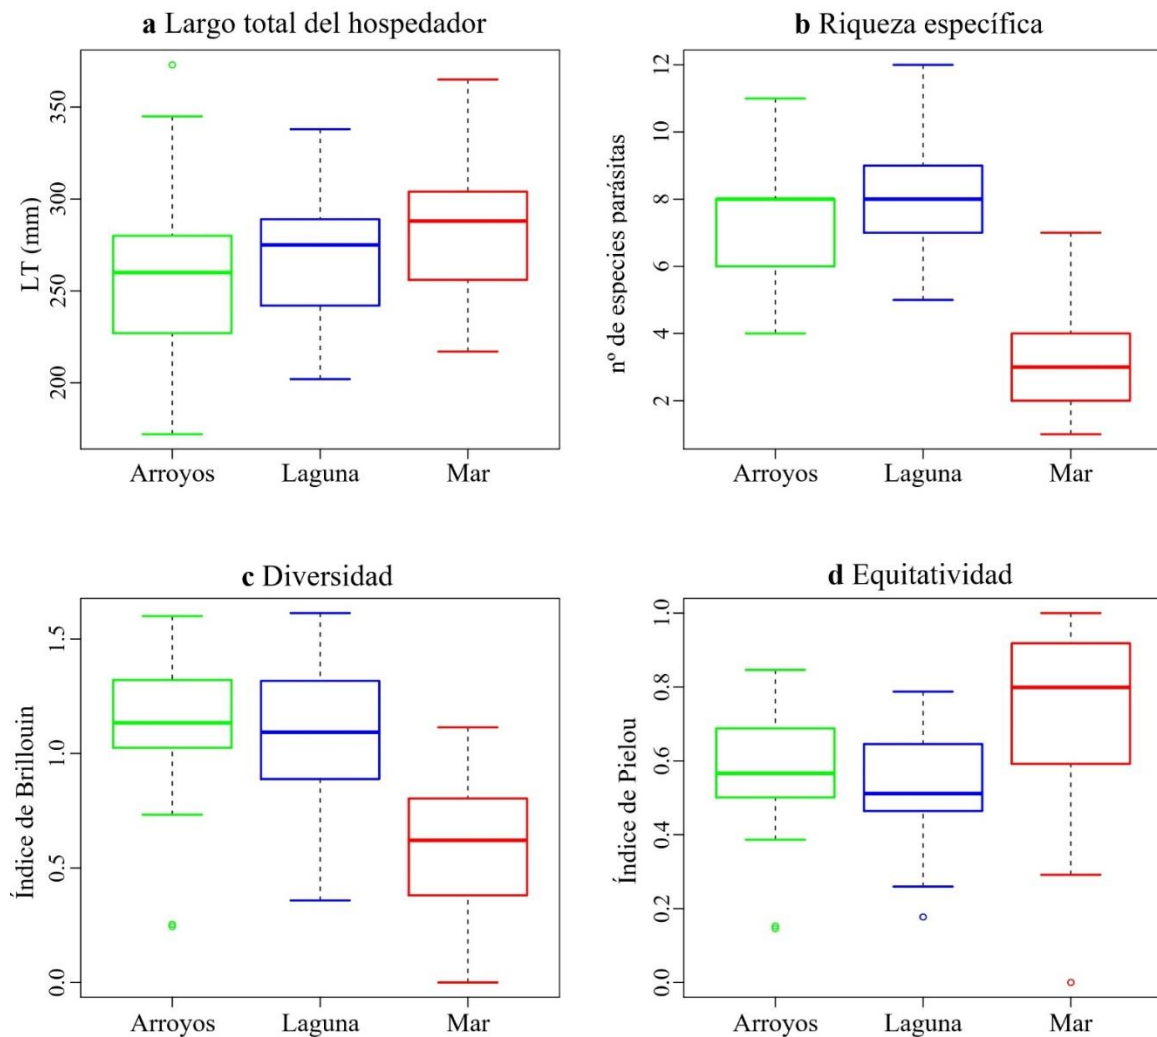 a Largo total del hospedador
LT (mm)
350
300
250
200
Arroyos Laguna Mar
b Riqueza específica
nº de especies parásitas
12
10
8
6
4
2
Arroyos Laguna Mar
c Diversidad
Índice de Brillouin
1.5
1.0
0.5
0.0
Arroyos Laguna Mar
d Equitatividad
Índice de Pielou
1.0
0.8
0.6
0.4
0.2
0.0
Arroyos Laguna Mar